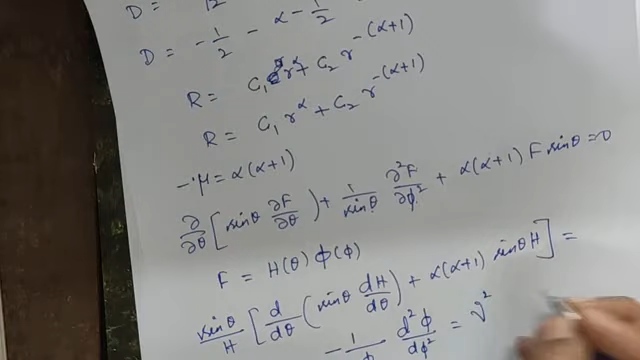 D = 12
D = -1/2 - α - 1/2
R = C₁ r^α + C₂ r^-(α+1)
R = C₁ r^α + C₂ r^-(α+1)
-μ = α(α+1)
∂/∂θ [ sinθ ∂F/∂θ ] + 1/sinθ ∂²F/∂ϕ² + α(α+1) F sinθ = 0
F = H(θ) ϕ(ϕ)
sinθ/H [ d/dθ ( sinθ dH/dθ ) + α(α+1) sinθ H ] =
-1/ϕ d²ϕ/dϕ² = ν²